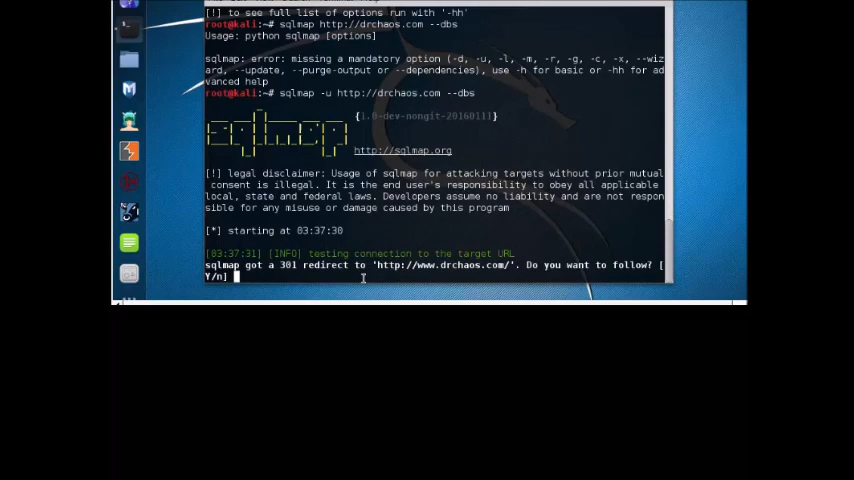 [!] to see full list of options run with '-hh'
root@kali:~# sqlmap http://drchaos.com --dbs
Usage: python sqlmap [options]
sqlmap: error: missing a mandatory option (-d, -u, -l, -m, -r, -g, -c, -x, --wiz
ard, --update, --purge-output or --dependencies), use -h for basic or -hh for ad
vanced help
root@kali:~# sqlmap -u http://drchaos.com --dbs
sqlmap
{1.0-dev-nongit-20160111}
http://sqlmap.org
[!] legal disclaimer: Usage of sqlmap for attacking targets without prior mutual
consent is illegal. It is the end user's responsibility to obey all applicable
local, state and federal laws. Developers assume no liability and are not respon
sible for any misuse or damage caused by this program
[*] starting at 03:37:30
[03:37:31] [INFO] testing connection to the target URL
sqlmap got a 301 redirect to 'http://www.drchaos.com/'. Do you want to follow? [
Y/n]